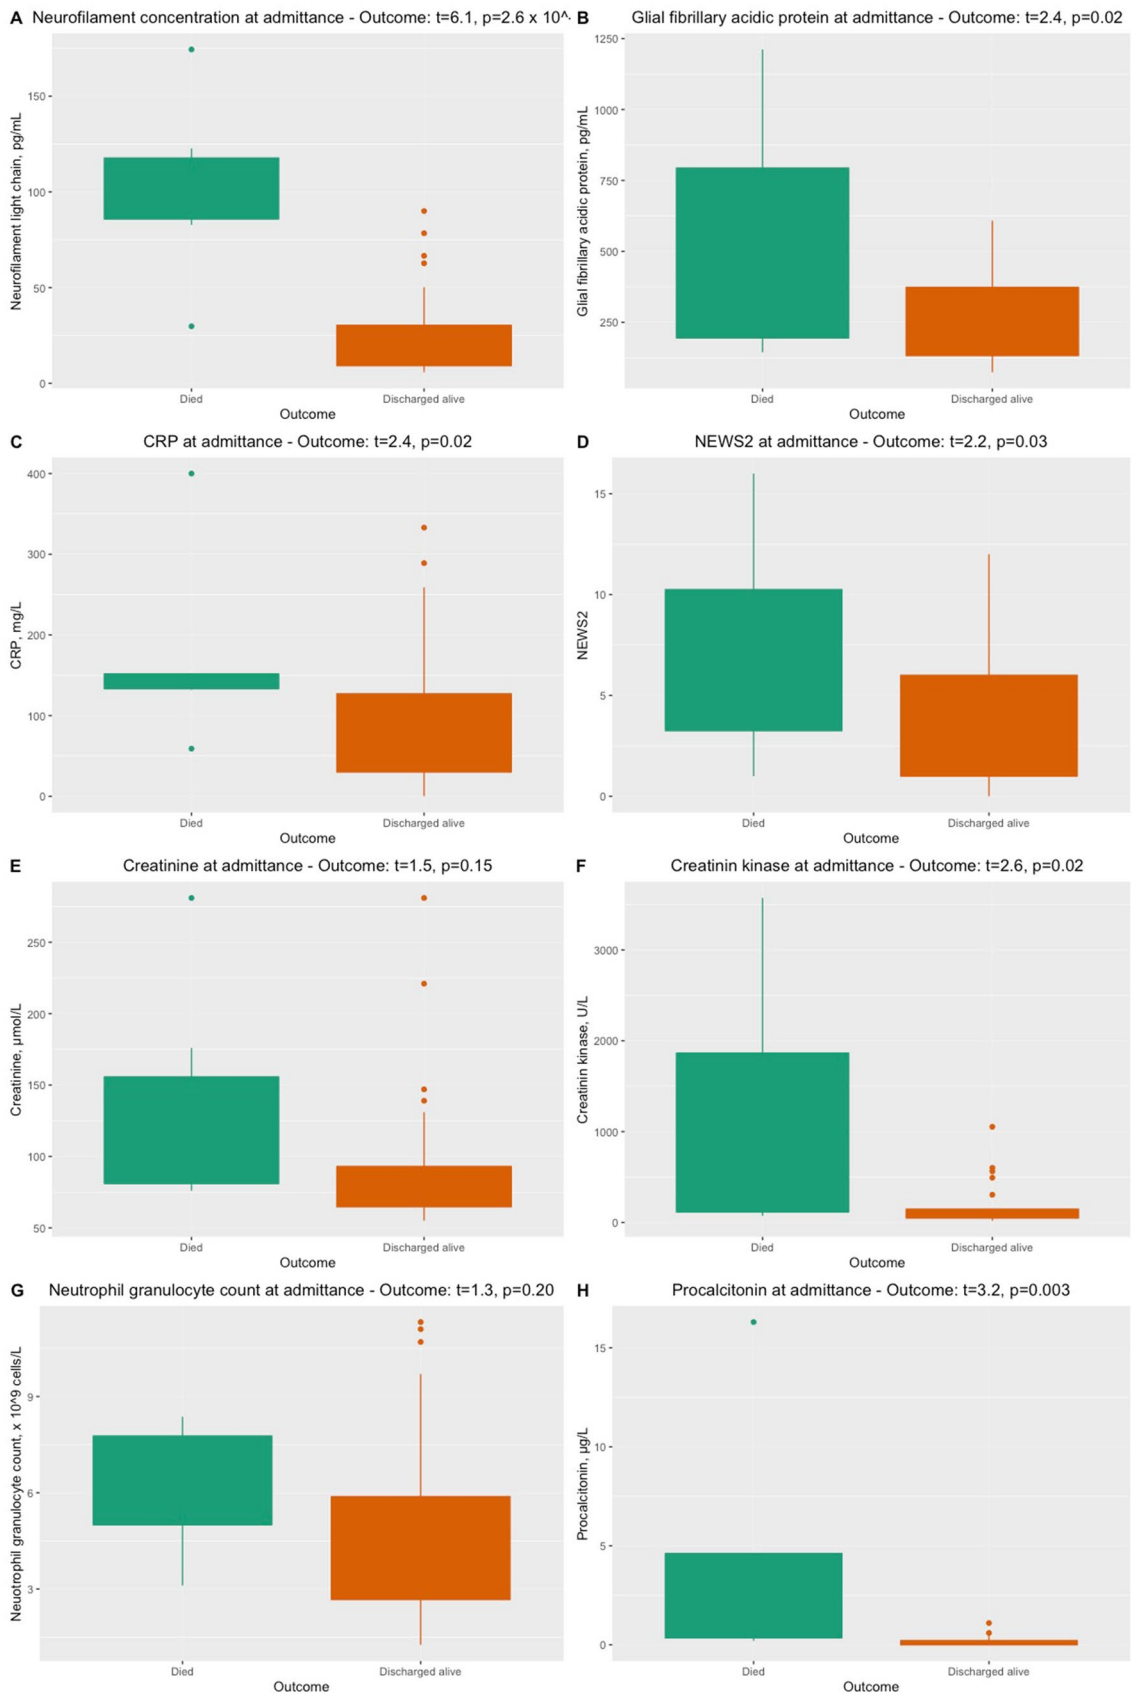 A Neurofilament concentration at admittance - Outcome: t=6.1, p=2.6 x 10^-
Neurofilament light chain, pg/mL
150
100
50
0
Died Discharged alive
Outcome
B Glial fibrillary acidic protein at admittance - Outcome: t=2.4, p=0.02
Glial fibrillary acidic protein, pg/mL
1250
1000
750
500
250
Died Discharged alive
Outcome
C CRP at admittance - Outcome: t=2.4, p=0.02
CRP, mg/L
400
300
200
100
0
Died Discharged alive
Outcome
D NEWS2 at admittance - Outcome: t=2.2, p=0.03
NEWS2
15
10
5
0
Died Discharged alive
Outcome
E Creatinine at admittance - Outcome: t=1.5, p=0.15
Creatinine, µmol/L
250
200
150
100
50
Died Discharged alive
Outcome
F Creatinin kinase at admittance - Outcome: t=2.6, p=0.02
Creatinin kinase, U/L
3000
2000
1000
0
Died Discharged alive
Outcome
G Neutrophil granulocyte count at admittance - Outcome: t=1.3, p=0.20
Neuotrophil granulocyte count, x 10^9 cells/L
9
6
3
Died Discharged alive
Outcome
H Procalcitonin at admittance - Outcome: t=3.2, p=0.003
Procalcitonin, µg/L
15
10
5
0
Died Discharged alive
Outcome